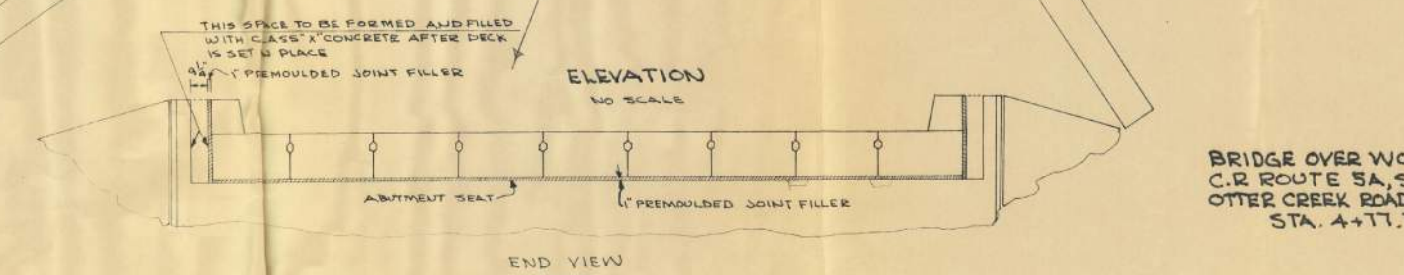 THIS SPACE TO BE FORMED AND FILLED
WITH CLASS "X" CONCRETE AFTER DECK
IS SET IN PLACE
1" PREMOULDED JOINT FILLER
ELEVATION
NO SCALE
ABUTMENT SEAT
1" PREMOULDED JOINT FILLER
END VIEW
BRIDGE OVER
C.R ROUTE 5A,
OTTER CREEK ROAD
STA. 4+77.